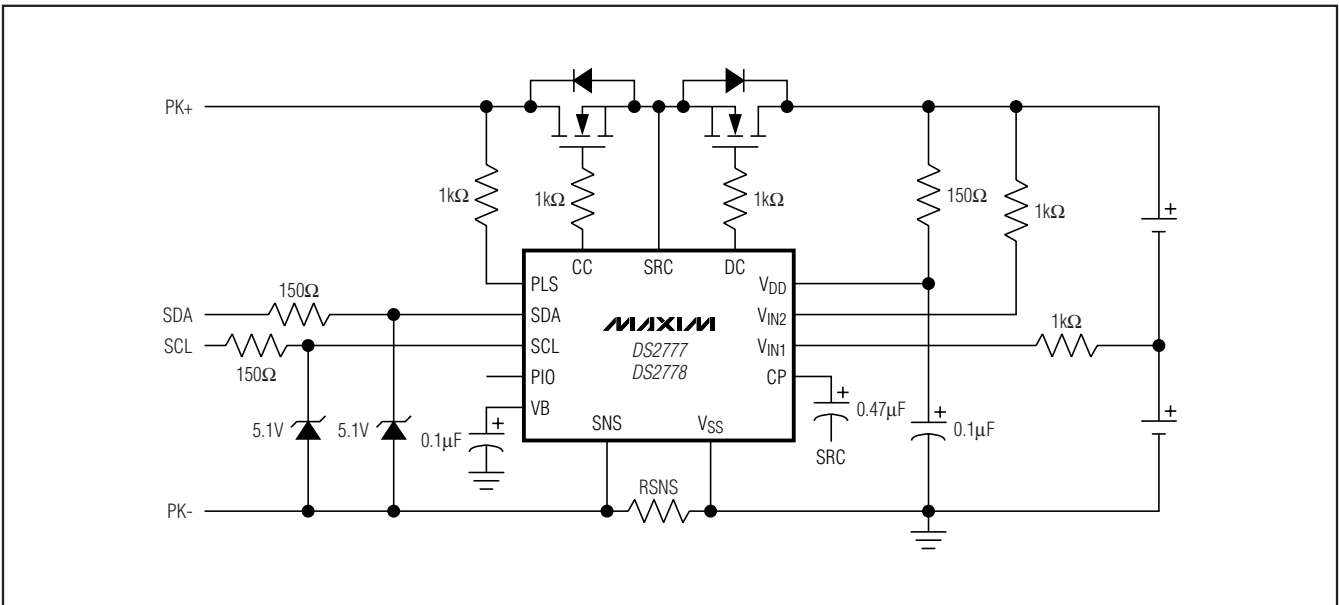 PK+
1kΩ
1kΩ
1kΩ
150Ω
1kΩ
+
CC
SRC
DC
PLS
VDD
SDA
150Ω
SDA
MAXIM
VIN2
1kΩ
SCL
SCL
DS2777
VIN1
150Ω
DS2778
PIO
CP
+
VB
0.47µF
+
+
5.1V
5.1V
0.1µF
+
SNS
VSS
SRC
0.1µF
RSNS
PK-